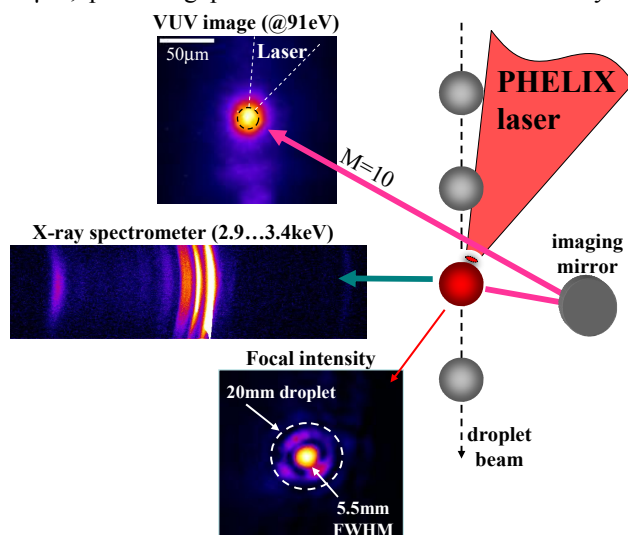 VUV image (@91eV)
50μm
Laser
PHELIX
laser
M=10
X-ray spectrometer (2.9…3.4keV)
imaging
mirror
Focal intensity
20mm droplet
5.5mm
FWHM
droplet
beam